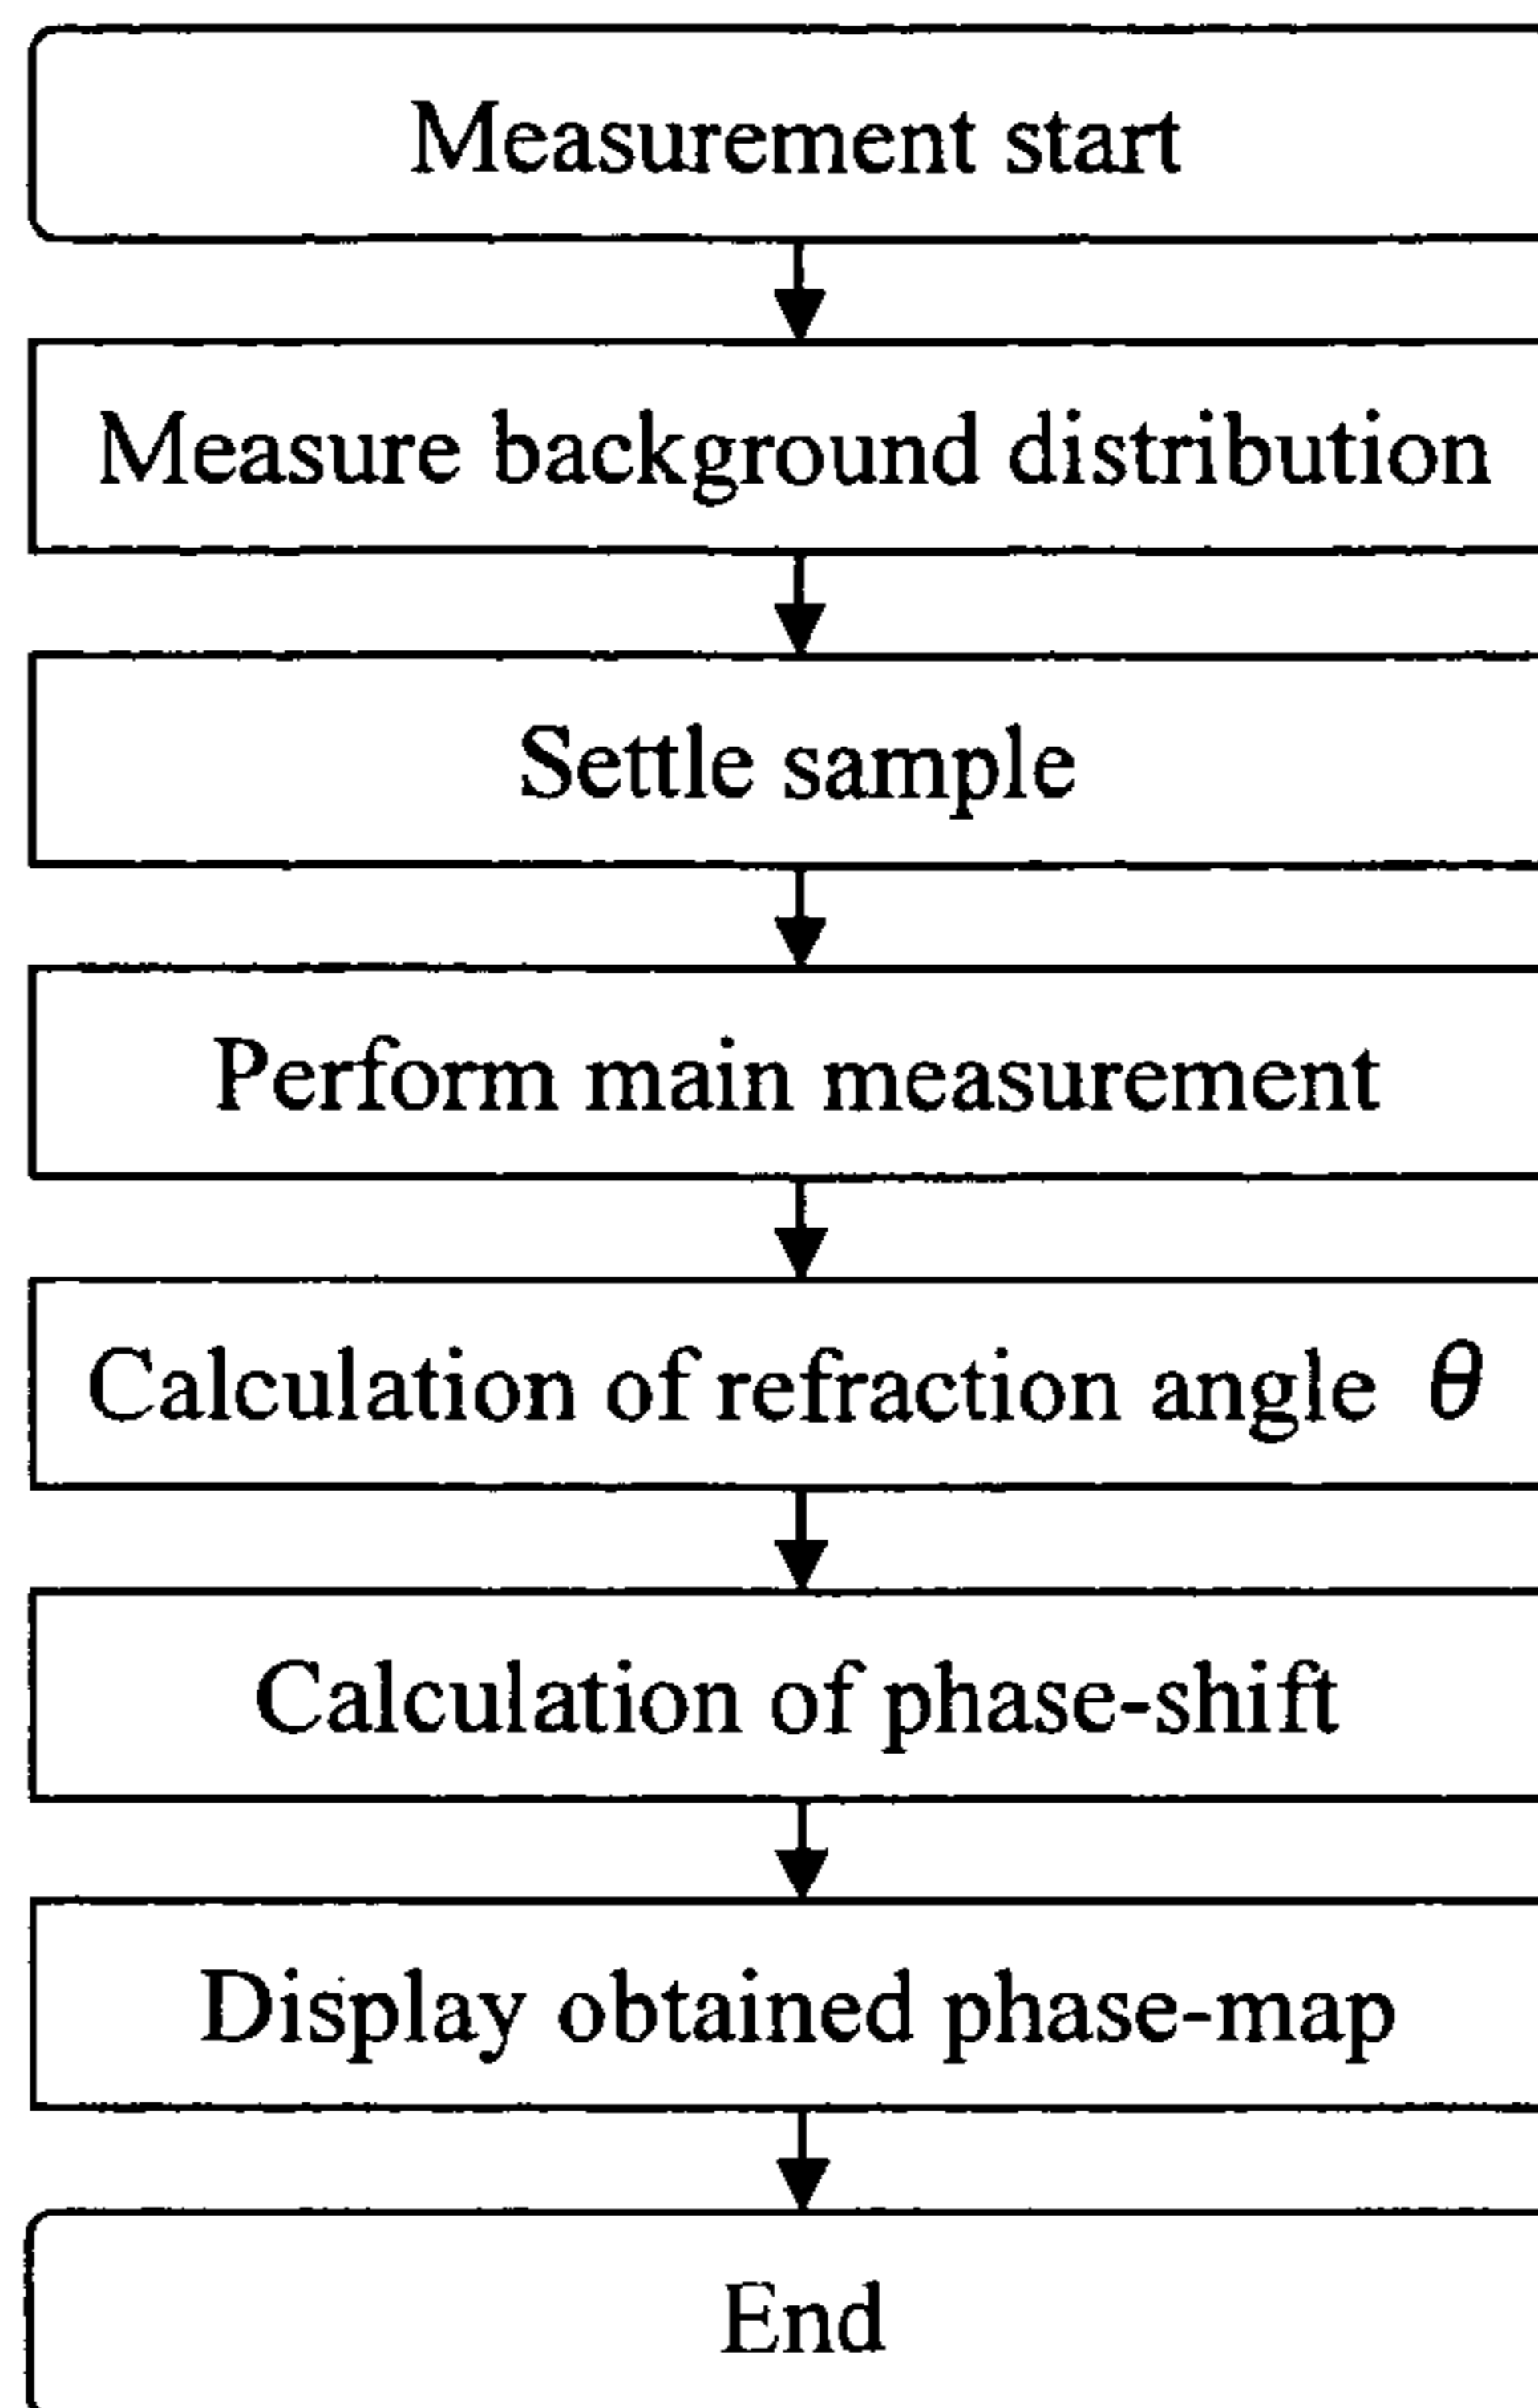 Measurement start
Measure background distribution
Settle sample
Perform main measurement
Calculation of refraction angle θ
Calculation of phase-shift
Display obtained phase-map
End